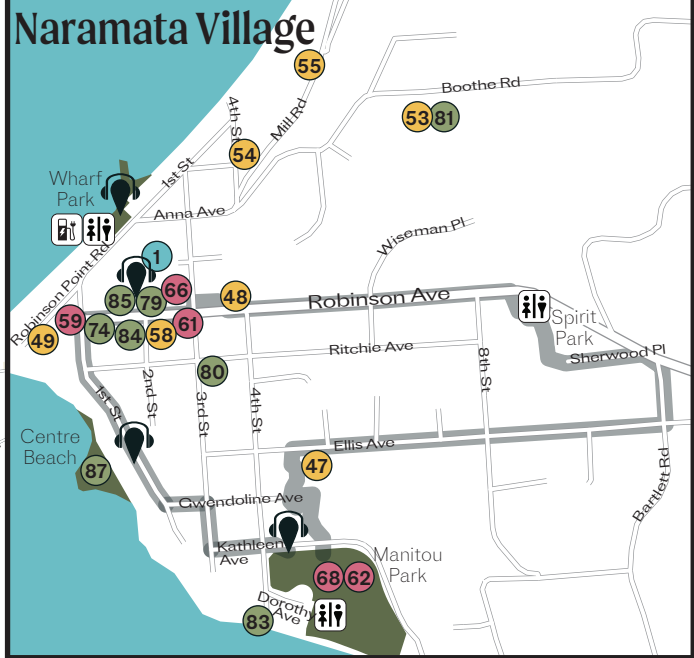 Naramata Village
55
Boothe Rd
53
81
4th St
Mill Rd
54
1st St
Wharf
Park
Anna Ave
Wiseman Pl
1
Robinson Point Rd
66
85
79
48
Robinson Ave
59
74
84
58
61
49
Spirit
Park
Ritchie Ave
Sherwood Pl
80
8th St
1st St
2nd St
3rd St
4th St
Centre
Beach
87
Ellis Ave
47
Bartlett Rd
Gwendoline Ave
Kathleen
Ave
Manitou
Park
68
62
Dorothy
Ave
83